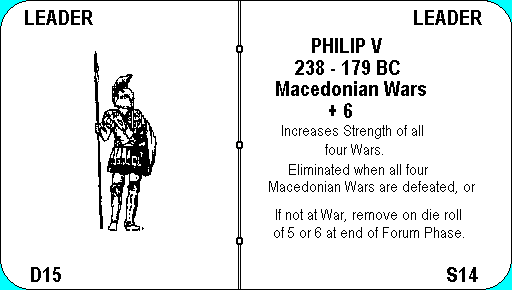 LEADER
D15
LEADER
PHILIP V
238 - 179 BC
Macedonian Wars
+ 6
Increases Strength of all
four Wars.
Eliminated when all four
Macedonian Wars are defeated, or
If not at War, remove on die roll
of 5 or 6 at end of Forum Phase.
S14